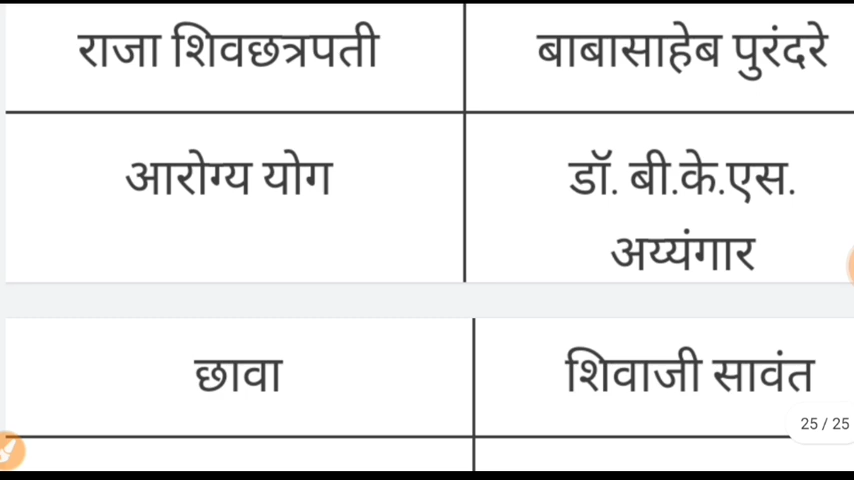 राजा शिवछत्रपती बाबासाहेब पुरंदरे
आरोग्य योग डॉ. बी.के.एस.
अय्यंगार
छावा शिवाजी सावंत
25 / 25